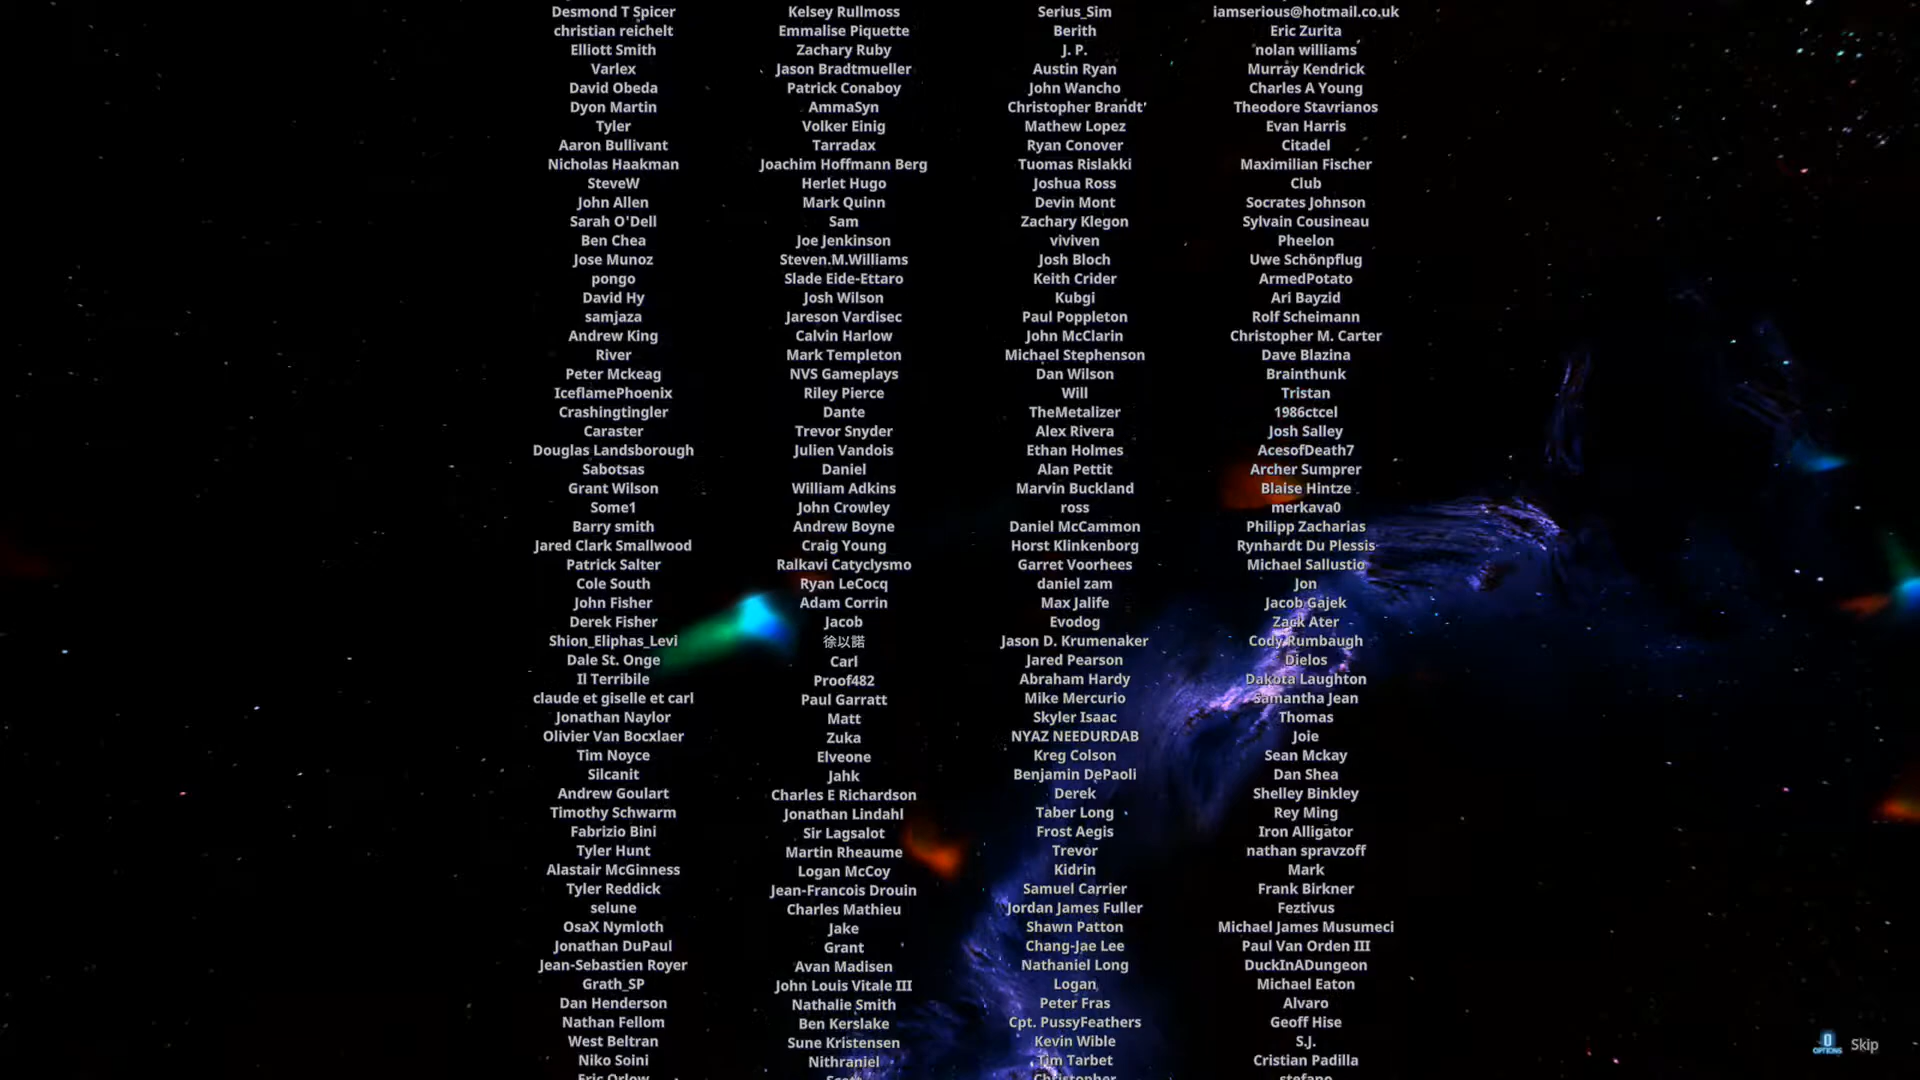 Desmond T Spicer
christian reichelt
Elliott Smith
Varlex
David Obeda
Dyon Martin
Tyler
Aaron Bullivant
Nicholas Haakman
SteveW
John Allen
Sarah O'Dell
Ben Chea
Jose Munoz
pongo
David Hy
samjaza
Andrew King
River
Peter Mckeag
IceflamePhoenix
Crashingtingler
Caraster
Douglas Landsborough
Sabotsas
Grant Wilson
Some1
Barry smith
Jared Clark Smallwood
Patrick Salter
Cole South
John Fisher
Derek Fisher
Shion_Eliphas_Levi
Dale St. Onge
Il Terribile
claude et giselle et carl
Jonathan Naylor
Olivier Van Bocxlaer
Tim Noyce
Silcanit
Andrew Goulart
Timothy Schwarm
Fabrizio Bini
Tyler Hunt
Alastair McGinness
Tyler Reddick
selune
OsaX Nymloth
Jonathan DuPaul
Jean-Sebastien Royer
Grath_SP
Dan Henderson
Nathan Fellom
West Beltran
Niko Soini
Eric Orlow
Kelsey Rullmoss
Emmalise Piquette
Zachary Ruby
Jason Bradtmueller
Patrick Conaboy
AmmaSyn
Volker Einig
Tarradax
Joachim Hoffmann Berg
Herlet Hugo
Mark Quinn
Sam
Joe Jenkinson
Steven.M.Williams
Slade Eide-Ettaro
Josh Wilson
Jareson Vardisec
Calvin Harlow
Mark Templeton
NVS Gameplays
Riley Pierce
Dante
Trevor Snyder
Julien Vandois
Daniel
William Adkins
John Crowley
Andrew Boyne
Craig Young
Ralkavi Catyclysmo
Ryan LeCocq
Adam Corrin
Jacob
徐以諾
Carl
Proof482
Paul Garratt
Matt
Zuka
Elveone
Jahk
Charles E Richardson
Jonathan Lindahl
Sir Lagsalot
Martin Rheaume
Logan McCoy
Jean-Francois Drouin
Charles Mathieu
Jake
Grant
Avan Madisen
John Louis Vitale III
Nathalie Smith
Ben Kerslake
Sune Kristensen
Nithraniel
Serius_Sim
Berith
J. P.
Austin Ryan
John Wancho
Christopher Brandt'
Mathew Lopez
Ryan Conover
Tuomas Rislakki
Joshua Ross
Devin Mont
Zachary Klegon
viviven
Josh Bloch
Keith Crider
Kubgi
Paul Poppleton
John McClarin
Michael Stephenson
Dan Wilson
Will
TheMetalizer
Alex Rivera
Ethan Holmes
Alan Pettit
Marvin Buckland
ross
Daniel McCammon
Horst Klinkenborg
Garret Voorhees
daniel zam
Max Jalife
Evodog
Jason D. Krumenaker
Jared Pearson
Abraham Hardy
Mike Mercurio
Skyler Isaac
NYAZ NEEDURDAB
Kreg Colson
Benjamin DePaoli
Derek
Taber Long
Frost Aegis
Trevor
Kidrin
Samuel Carrier
Jordan James Fuller
Shawn Patton
Chang-Jae Lee
Nathaniel Long
Logan
Peter Fras
Cpt. PussyFeathers
Kevin Wible
Tim Tarbet
Christopher
iamserious@hotmail.co.uk
Eric Zurita
nolan williams
Murray Kendrick
Charles A Young
Theodore Stavrianos
Evan Harris
Citadel
Maximilian Fischer
Club
Socrates Johnson
Sylvain Cousineau
Pheelon
Uwe Schönpflug
ArmedPotato
Ari Bayzid
Rolf Scheimann
Christopher M. Carter
Dave Blazina
Brainthunk
Tristan
1986ctcel
Josh Salley
AcesofDeath7
Archer Sumprer
Blaise Hintze
merkava0
Philipp Zacharias
Rynhardt Du Plessis
Michael Sallustio
Jon
Jacob Gajek
Zack Ater
Cody Rumbaugh
Dielos
Dakota Laughton
Samantha Jean
Thomas
Joie
Sean Mckay
Dan Shea
Shelley Binkley
Rey Ming
Iron Alligator
nathan spravzoff
Mark
Frank Birkner
Feztivus
Michael James Musumeci
Paul Van Orden III
DuckInADungeon
Michael Eaton
Alvaro
Geoff Hise
S.J.
Cristian Padilla
stefano
OPTIONS Skip